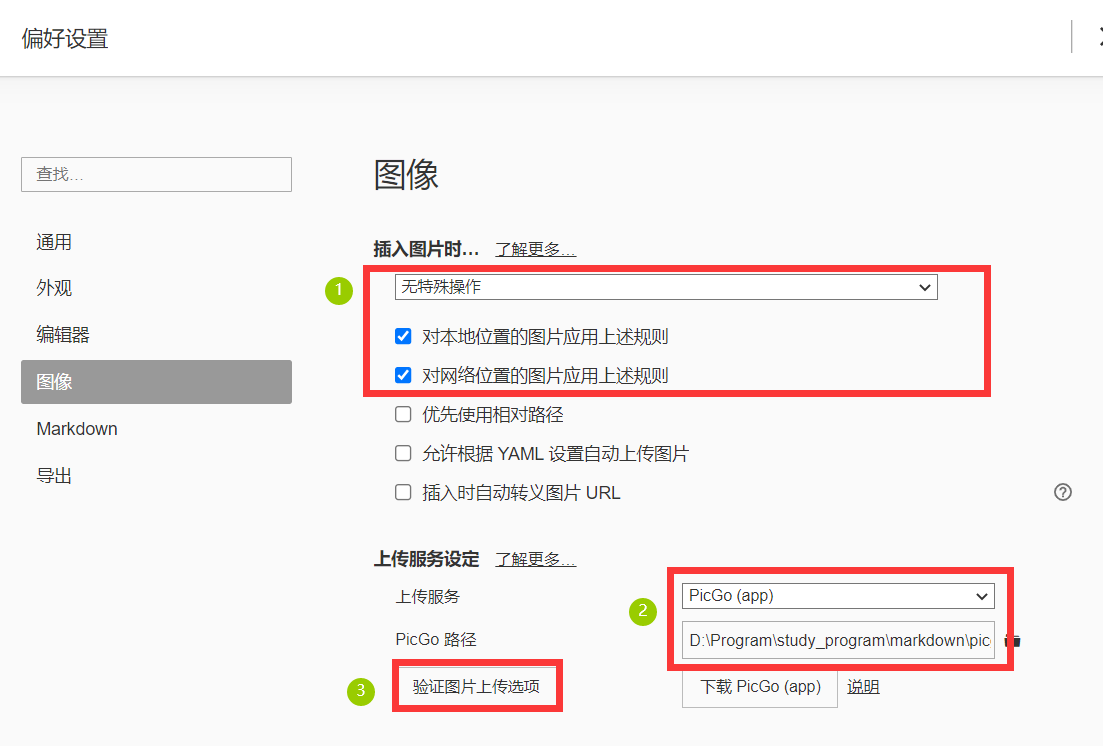 偏好设置
查找...
通用
外观
编辑器
图像
Markdown
导出
图像
插入图片时... 了解更多...
1
无特殊操作
对本地位置的图片应用上述规则
对网络位置的图片应用上述规则
优先使用相对路径
允许根据 YAML 设置自动上传图片
插入时自动转义图片 URL
上传服务设定 了解更多...
上传服务 PicGo (app)
2
PicGo 路径 D:\Program\study_program\markdown\pic
3
验证图片上传选项 下载 PicGo (app) 说明